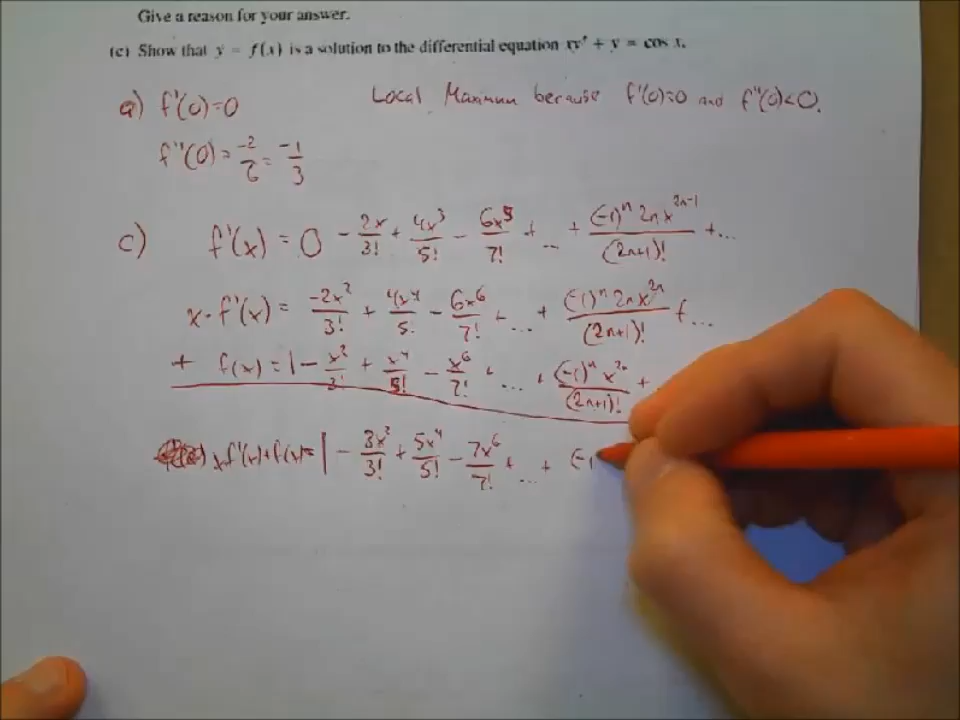 Give a reason for your answer.
(c) Show that y = f(x) is a solution to the differential equation xy' + y = cos x.
a) f'(0)=0
Local Maximum because f'(0)=0 and f''(0)<0.
f''(0) = -2/6 = -1/3
c) f'(x) = 0 - 2x/3! + 4x³/5! - 6x⁵/7! + ... + (-1)ⁿ 2n x²ⁿ⁻¹/(2n+1)! + ...
x · f'(x) = -2x²/3! + 4x⁴/5! - 6x⁶/7! + ... + (-1)ⁿ 2n x²ⁿ/(2n+1)! + ...
+ f(x) = 1 - x²/3! + x⁴/5! - x⁶/7! + ... + (-1)ⁿ x²ⁿ/(2n+1)! +
x f'(x) + f(x) = 1 - 3x²/3! + 5x⁴/5! - 7x⁶/7! + ... + (-1